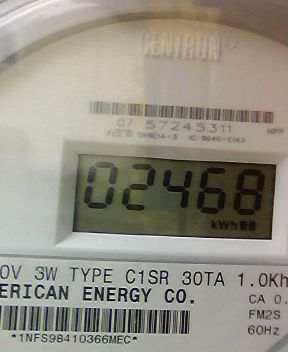 CENTRON
07 57245311
HPP
02468
kWh
0V 3W TYPE C1SR 30TA 1.0Kh
ERICAN ENERGY CO.
CA 0.
FM2S
60Hz
*1NFS98410366MEC*